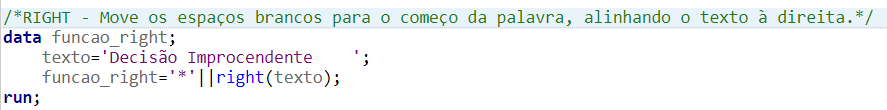 /*RIGHT - Move os espaços brancos para o começo da palavra, alinhando o texto à direita.*/
data funcao_right;
    texto='Decisão Improcendente    ';
    funcao_right='*'||right(texto);
run;